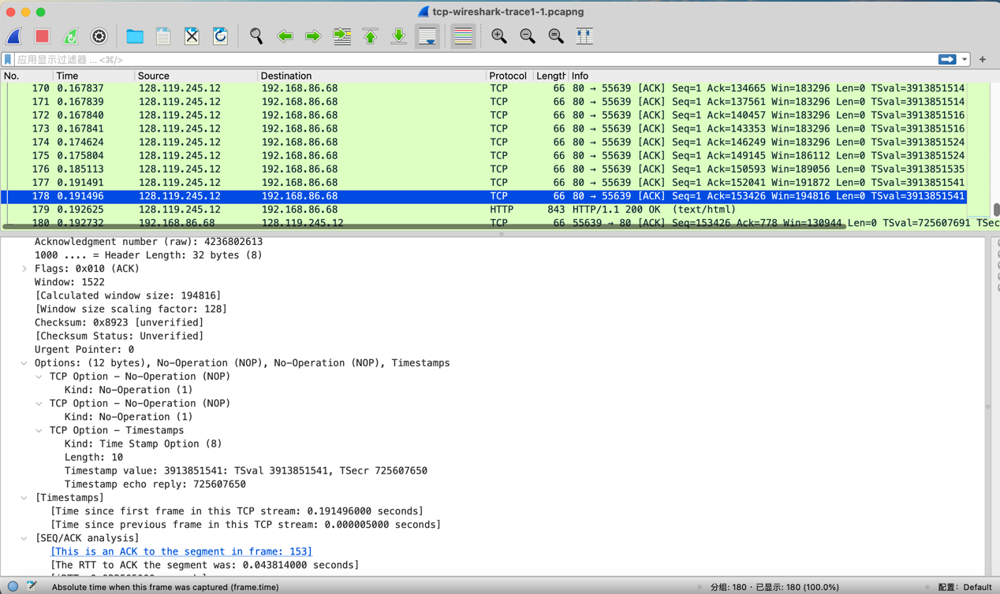 tcp-wireshark-trace1-1.pcapng
应用显示过滤器 … <⌘/>
No. Time Source Destination Protocol Length Info
170 0.167837 128.119.245.12 192.168.86.68 TCP 66 80 → 55639 [ACK] Seq=1 Ack=134665 Win=183296 Len=0 TSval=3913851514
171 0.167839 128.119.245.12 192.168.86.68 TCP 66 80 → 55639 [ACK] Seq=1 Ack=137561 Win=183296 Len=0 TSval=3913851514
172 0.167840 128.119.245.12 192.168.86.68 TCP 66 80 → 55639 [ACK] Seq=1 Ack=140457 Win=183296 Len=0 TSval=3913851516
173 0.167841 128.119.245.12 192.168.86.68 TCP 66 80 → 55639 [ACK] Seq=1 Ack=143353 Win=183296 Len=0 TSval=3913851516
174 0.174624 128.119.245.12 192.168.86.68 TCP 66 80 → 55639 [ACK] Seq=1 Ack=146249 Win=183296 Len=0 TSval=3913851524
175 0.175804 128.119.245.12 192.168.86.68 TCP 66 80 → 55639 [ACK] Seq=1 Ack=149145 Win=186112 Len=0 TSval=3913851524
176 0.185113 128.119.245.12 192.168.86.68 TCP 66 80 → 55639 [ACK] Seq=1 Ack=150593 Win=189056 Len=0 TSval=3913851535
177 0.191491 128.119.245.12 192.168.86.68 TCP 66 80 → 55639 [ACK] Seq=1 Ack=152041 Win=191872 Len=0 TSval=3913851541
178 0.191496 128.119.245.12 192.168.86.68 TCP 66 80 → 55639 [ACK] Seq=1 Ack=153426 Win=194816 Len=0 TSval=3913851541
179 0.192625 128.119.245.12 192.168.86.68 HTTP 843 HTTP/1.1 200 OK (text/html)
180 0.192732 192.168.86.68 128.119.245.12 TCP 66 55639 → 80 [ACK] Seq=153426 Ack=778 Win=130944 Len=0 TSval=725607691 TSec
Acknowledgment number (raw): 4236802613
1000 .... = Header Length: 32 bytes (8)
Flags: 0x010 (ACK)
Window: 1522
[Calculated window size: 194816]
[Window size scaling factor: 128]
Checksum: 0x8923 [unverified]
[Checksum Status: Unverified]
Urgent Pointer: 0
Options: (12 bytes), No-Operation (NOP), No-Operation (NOP), Timestamps
TCP Option - No-Operation (NOP)
Kind: No-Operation (1)
TCP Option - No-Operation (NOP)
Kind: No-Operation (1)
TCP Option - Timestamps
Kind: Time Stamp Option (8)
Length: 10
Timestamp value: 3913851541: TSval 3913851541, TSecr 725607650
Timestamp echo reply: 725607650
[Timestamps]
[Time since first frame in this TCP stream: 0.191496000 seconds]
[Time since previous frame in this TCP stream: 0.000005000 seconds]
[SEQ/ACK analysis]
[This is an ACK to the segment in frame: 153]
[The RTT to ACK the segment was: 0.043814000 seconds]
Absolute time when this frame was captured (frame.time)
分组: 180 · 已显示: 180 (100.0%)
配置: Default